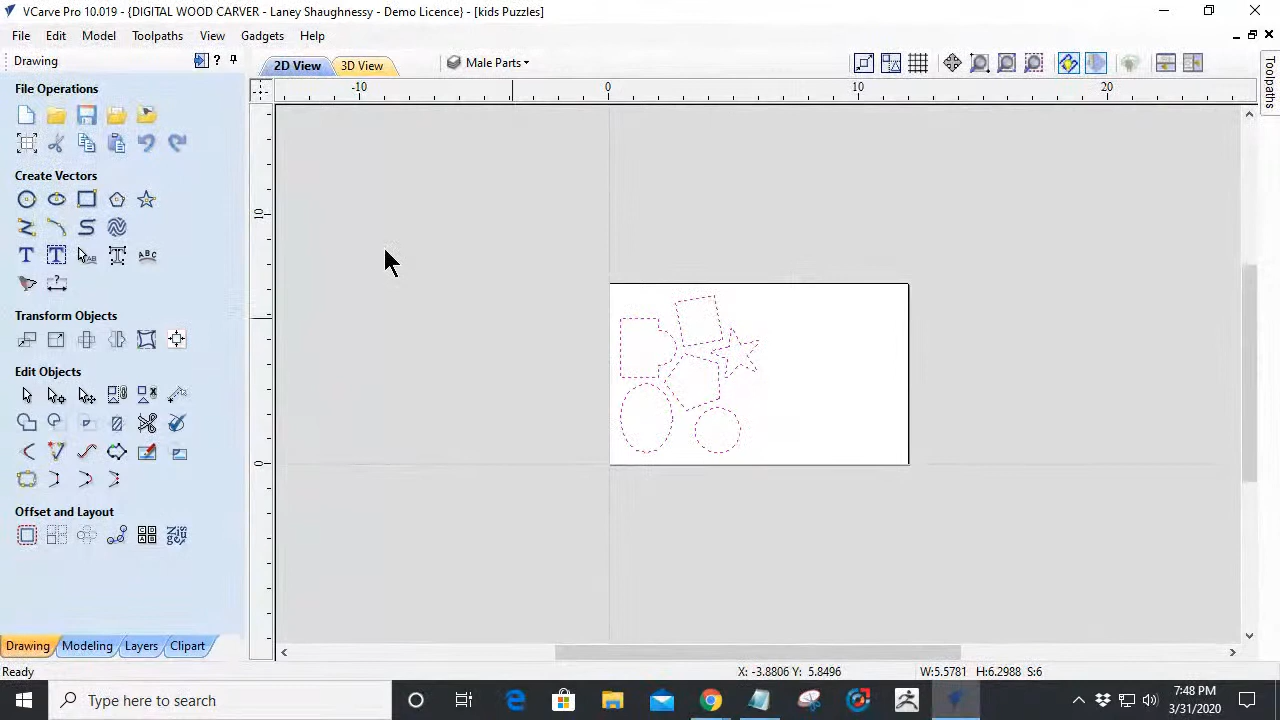 VCarve Pro 10.019 - {DIGITAL WOOD CARVER - Laney Shaughnessy - Demo Licence} - [kids Puzzles]
File Edit Model Toolpaths View Gadgets Help
Drawing
2D View
3D View
Male Parts
Toolpaths
File Operations
-10
0
10
20
Create Vectors
10
0
Transform Objects
Edit Objects
Offset and Layout
Drawing Modeling Layers Clipart
Ready
X: -3.8806 Y: 5.8496
W:5.5781 H:6.2988 S:6
Type here to search
7:48 PM
3/31/2020